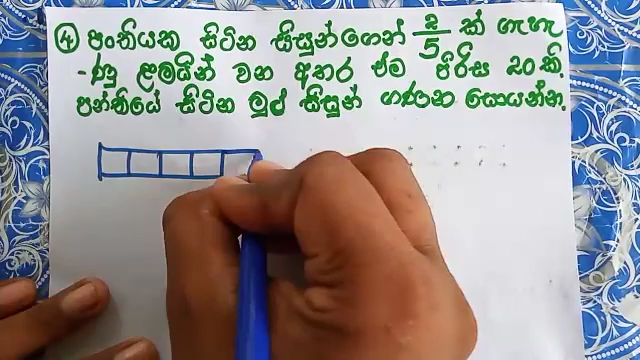 ④ පංතියක සිටින සිසුන්ගෙන් 2/5 ක් ගැහැ
-ණු ළමයින් වන අතර එම පිරිස 20 කි.
පන්තියේ සිටින මුල් සිසුන් ගණන සොයන්න.